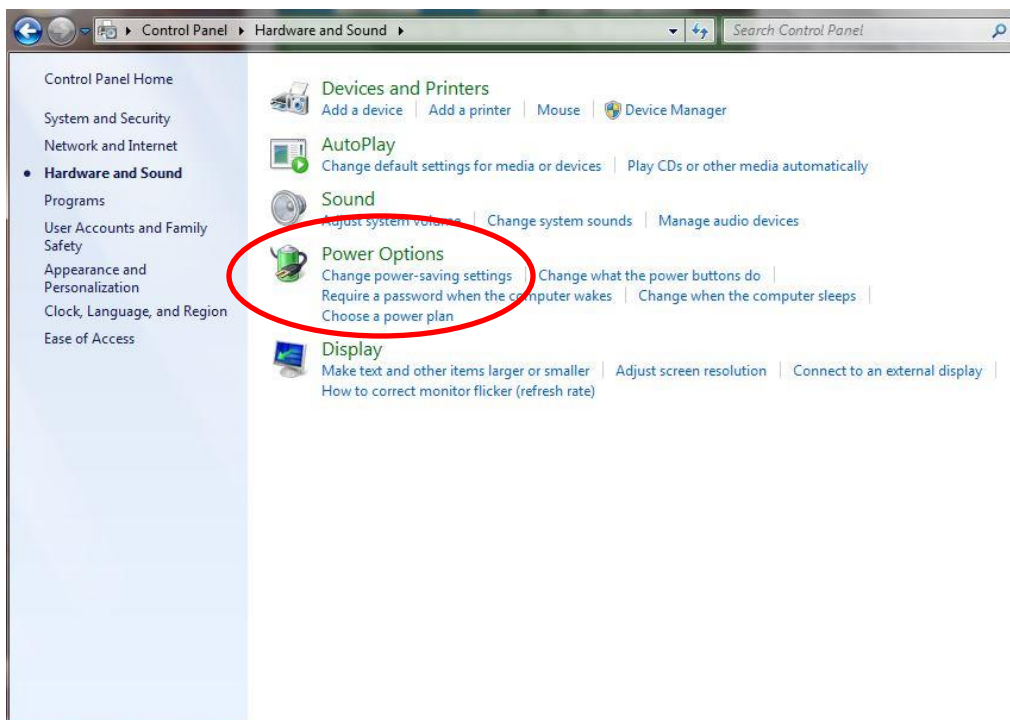 Control Panel Hardware and Sound Search Control Panel
Control Panel Home
System and Security
Network and Internet
Hardware and Sound
Programs
User Accounts and Family
Safety
Appearance and
Personalization
Clock, Language, and Region
Ease of Access
Devices and Printers
Add a device Add a printer Mouse Device Manager
AutoPlay
Change default settings for media or devices Play CDs or other media automatically
Sound
Adjust system volume Change system sounds Manage audio devices
Power Options
Change power-saving settings Change what the power buttons do
Require a password when the computer wakes Change when the computer sleeps
Choose a power plan
Display
Make text and other items larger or smaller Adjust screen resolution Connect to an external display
How to correct monitor flicker (refresh rate)